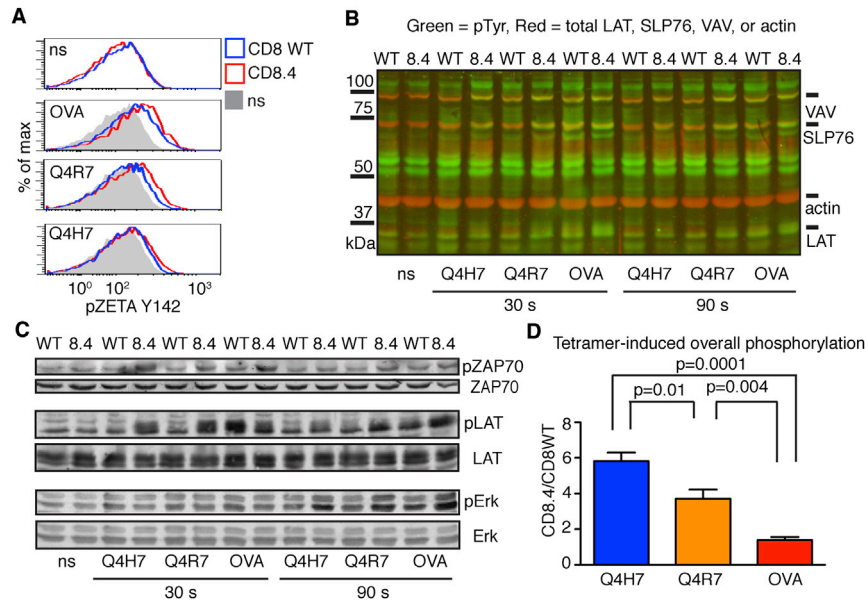 A
ns
OVA
Q4R7
Q4H7
% of max
10⁰ 10² 10³
pZETA Y142
CD8 WT
CD8.4
ns
B
Green = pTyr, Red = total LAT, SLP76, VAV, or actin
WT 8.4 WT 8.4 WT 8.4 WT 8.4 WT 8.4 WT 8.4 WT 8.4
100
75
50
37
kDa
VAV
SLP76
actin
LAT
ns Q4H7 Q4R7 OVA Q4H7 Q4R7 OVA
30 s 90 s
C
WT 8.4 WT 8.4 WT 8.4 WT 8.4 WT 8.4 WT 8.4 WT 8.4
pZAP70
ZAP70
pLAT
LAT
pErk
Erk
ns Q4H7 Q4R7 OVA Q4H7 Q4R7 OVA
30 s 90 s
D
Tetramer-induced overall phosphorylation
p=0.0001
p=0.01 p=0.004
CD8.4/CD8WT
8
6
4
2
0
Q4H7 Q4R7 OVA